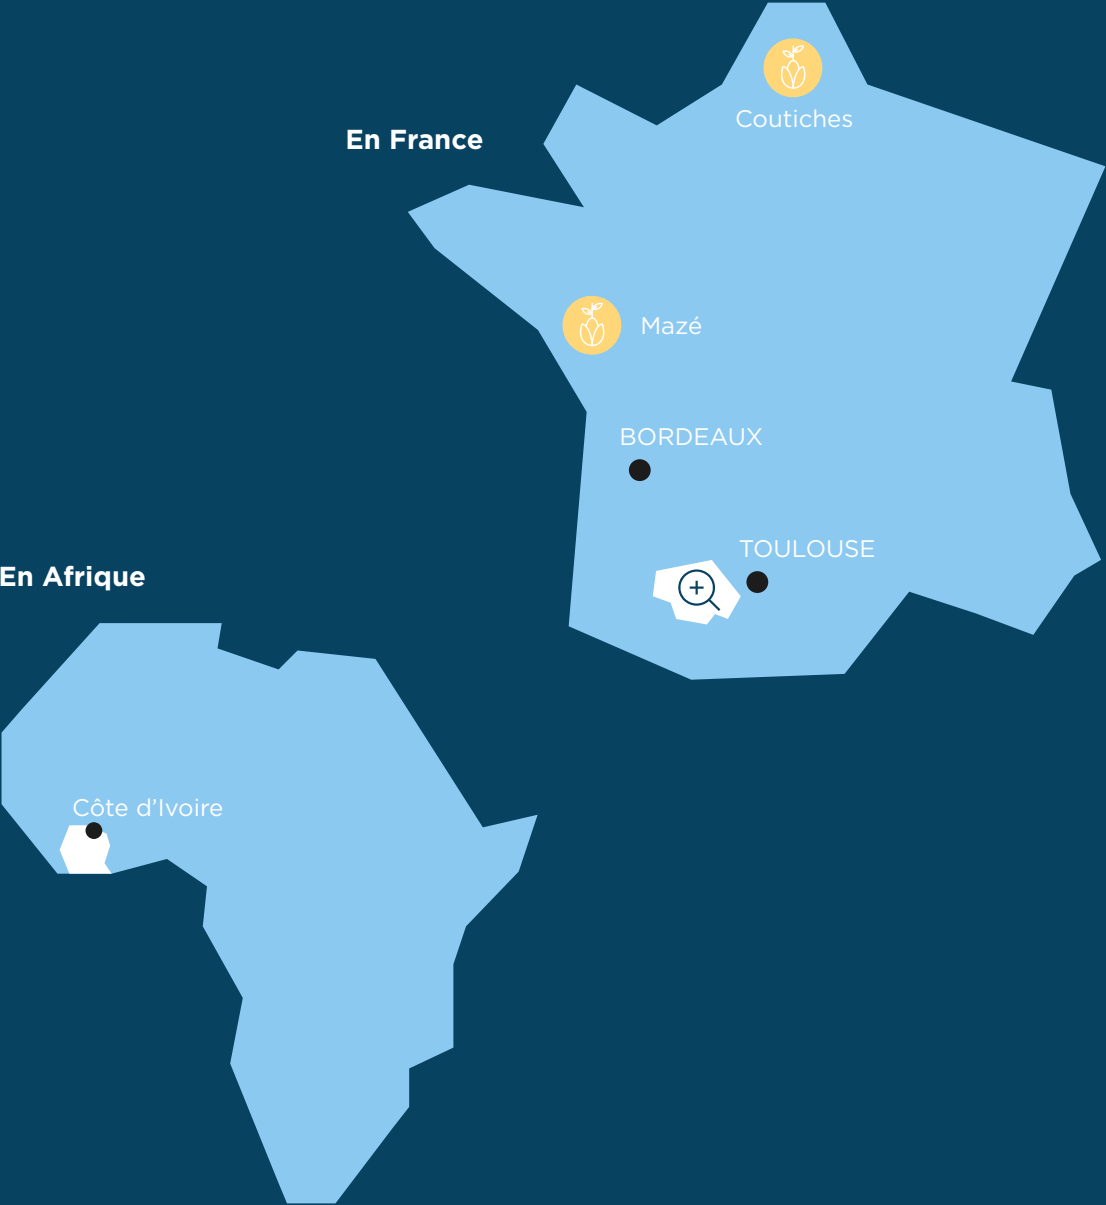 Coutiches
En France
Mazé
BORDEAUX
TOULOUSE
En Afrique
Côte d’Ivoire